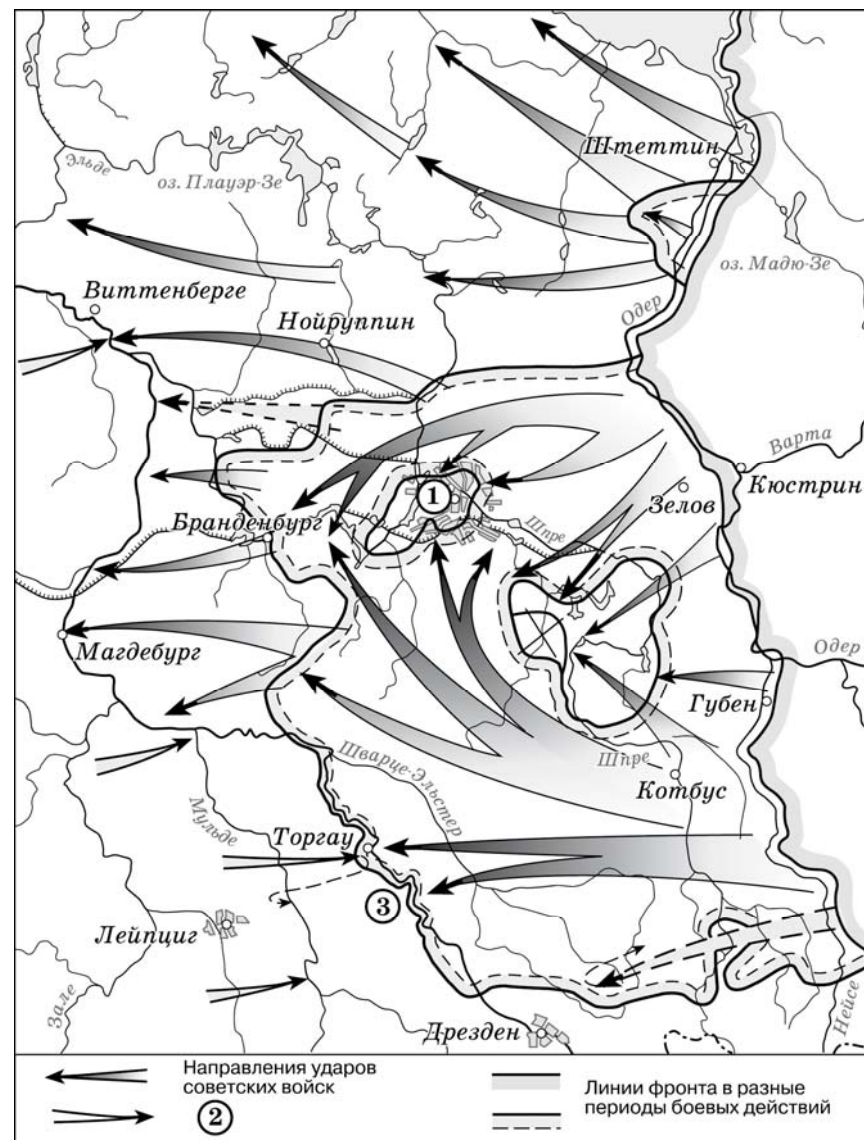 Штеттин
Эльде
оз. Плауэр-Зе
оз. Мадю-Зе
Виттенберге
Одер
Нойруппин
Варта
Кюстрин
1
Зелов
Шпре
Бранденбург
Магдебург
Одер
Губен
Шпре
Котбус
Шварце-Эльстер
Мульде
Торгау
3
Лейпциг
Зале
Нейсе
Дрезден
Направления ударов
советских войск
2
Линии фронта в разные
периоды боевых действий